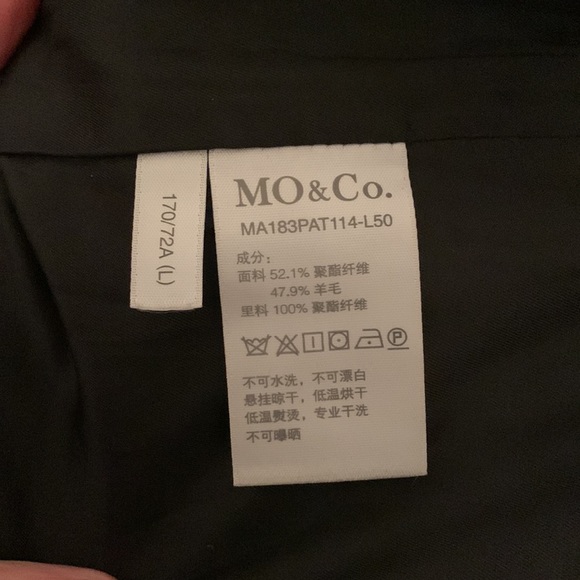 170/72A (L)
MO&Co.
MA183PAT114-L50
成分：
面料 52.1% 聚酯纤维
47.9% 羊毛
里料 100% 聚酯纤维
P
不可水洗，不可漂白
悬挂晾干，低温烘干
低温熨烫，专业干洗
不可曝晒